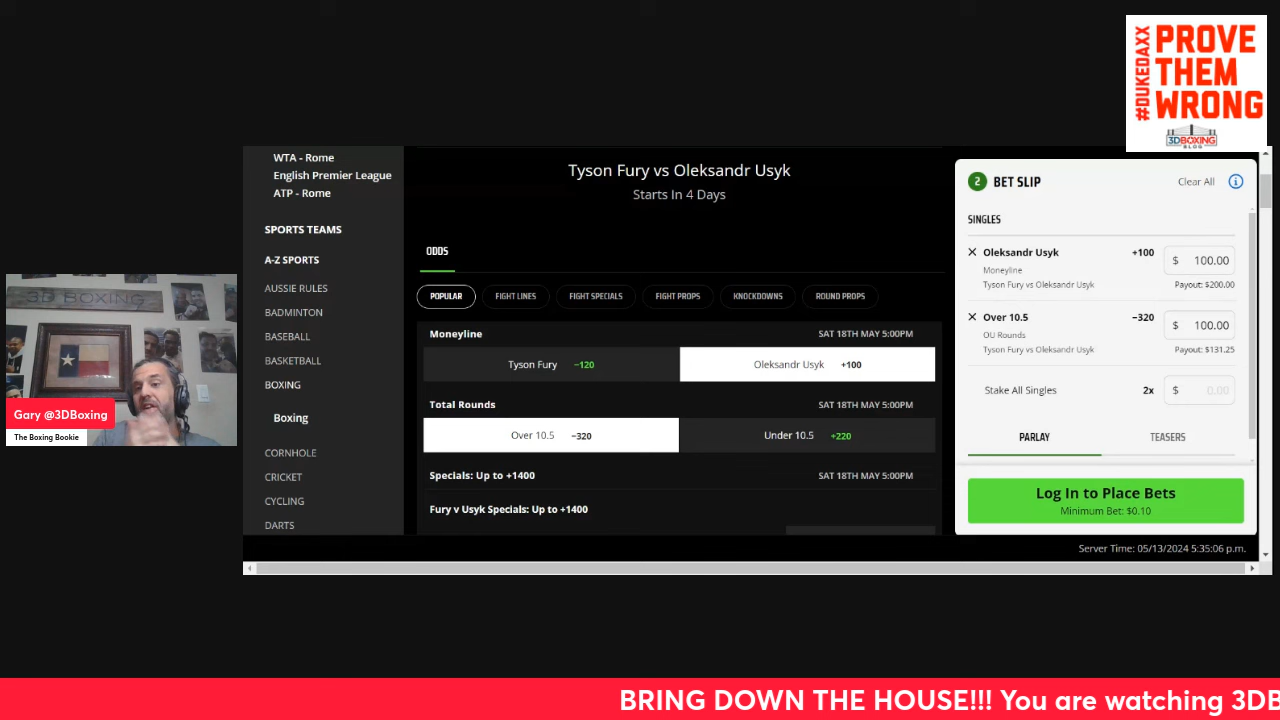 #DUKEDAXX
PROVE
THEM
WRONG
3DBOXING
BLOG
WTA - Rome
English Premier League
ATP - Rome
SPORTS TEAMS
A-Z SPORTS
AUSSIE RULES
BADMINTON
BASEBALL
BASKETBALL
BOXING
Boxing
CORNHOLE
CRICKET
CYCLING
DARTS
Tyson Fury vs Oleksandr Usyk
Starts In 4 Days
ODDS
POPULAR
FIGHT LINES
FIGHT SPECIALS
FIGHT PROPS
KNOCKDOWNS
ROUND PROPS
Moneyline SAT 18TH MAY 5:00PM
Tyson Fury −120 Oleksandr Usyk +100
Total Rounds SAT 18TH MAY 5:00PM
Over 10.5 −320 Under 10.5 +220
Specials: Up to +1400 SAT 18TH MAY 5:00PM
Fury v Usyk Specials: Up to +1400
2 BET SLIP Clear All
SINGLES
Oleksandr Usyk +100 $ 100.00
Moneyline
Tyson Fury vs Oleksandr Usyk Payout: $200.00
Over 10.5 −320 $ 100.00
OU Rounds
Tyson Fury vs Oleksandr Usyk Payout: $131.25
Stake All Singles 2x $ 0.00
PARLAY TEASERS
Log In to Place Bets
Minimum Bet: $0.10
Server Time: 05/13/2024 5:35:06 p.m.
3D BOXING
Gary @3DBoxing
The Boxing Bookie
BRING DOWN THE HOUSE!!! You are watching 3DB